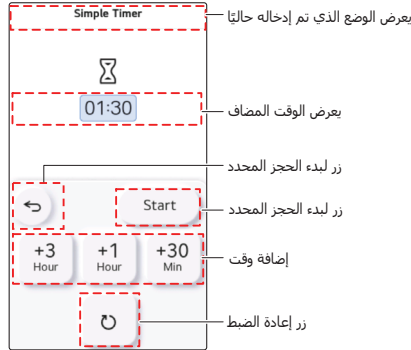 Simple Timer
يعرض الوضع الذي تم إدخاله حاليًا
01:30
يعرض الوقت المضاف
زر لبدء الحجز المحدد
Start
زر لبدء الحجز المحدد
+3 Hour
+1 Hour
+30 Min
إضافة وقت
زر إعادة الضبط